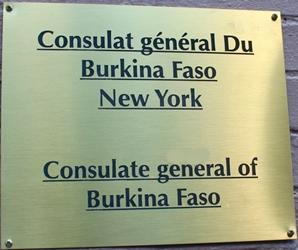 Consulat général Du
Burkina Faso
New York
Consulate general of
Burkina Faso